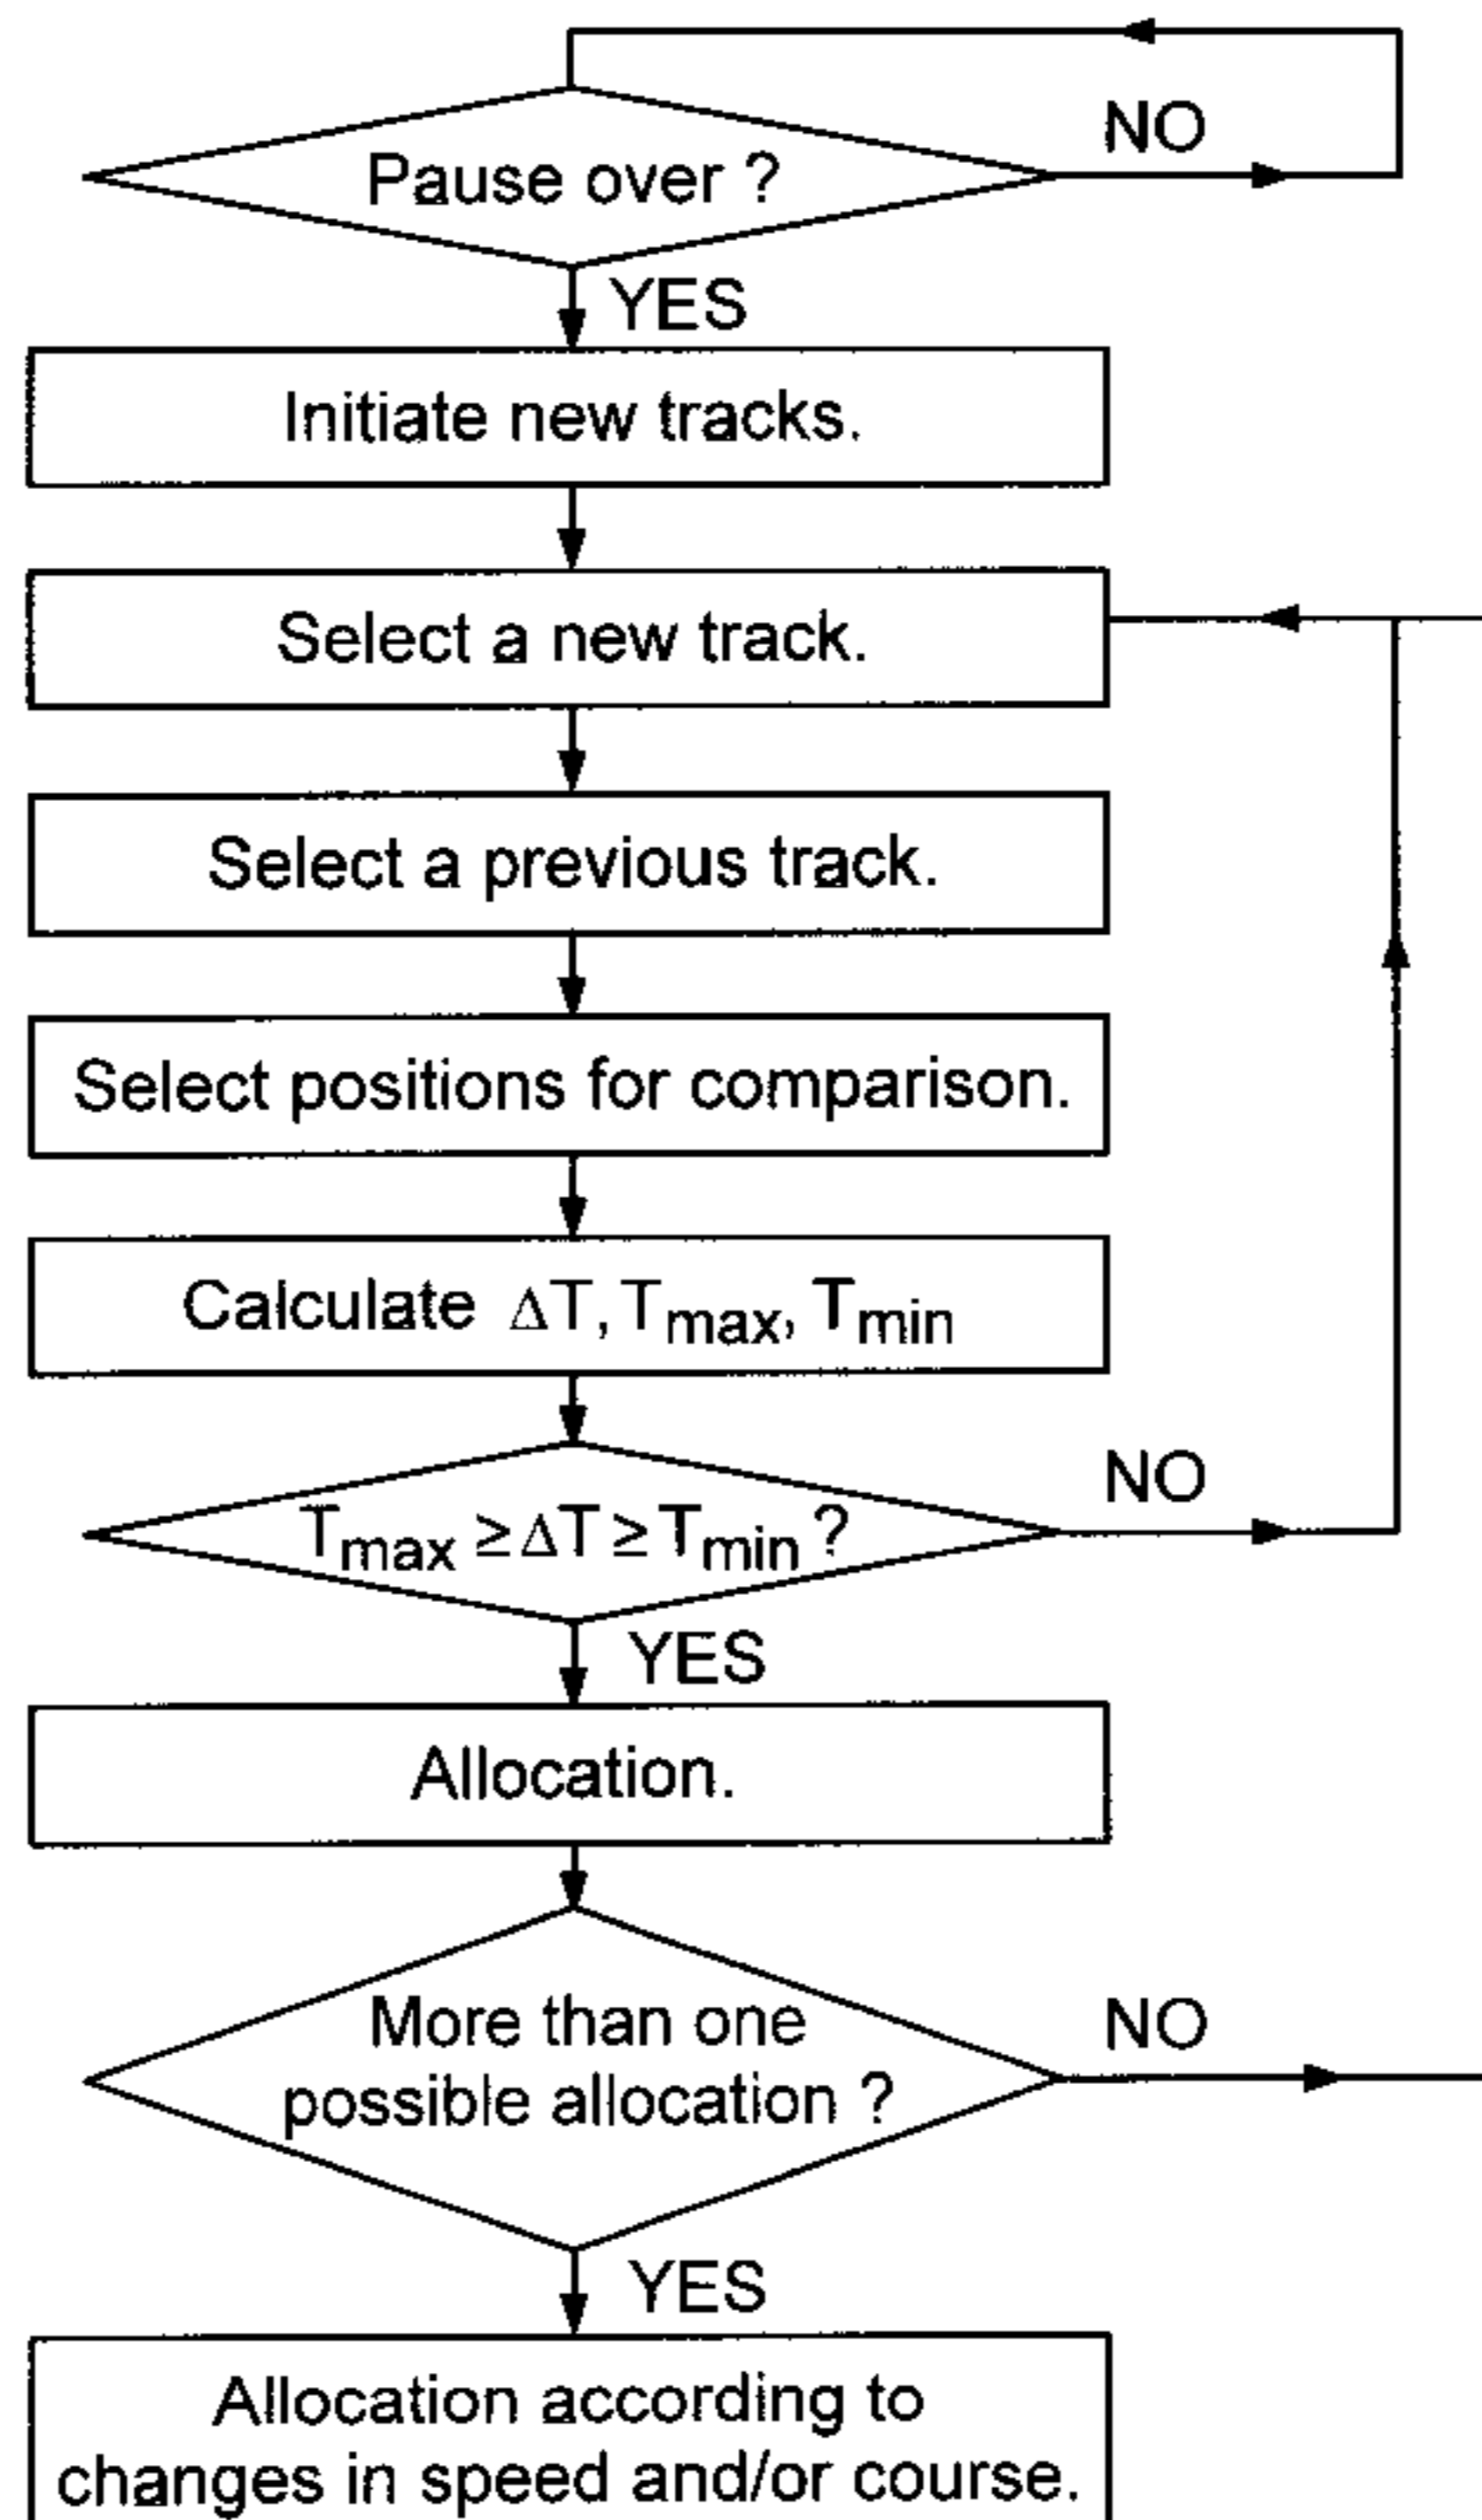 NO
Pause over ?
YES
Initiate new tracks.
Select a new track.
Select a previous track.
Select positions for comparison.
Calculate ΔT, Tmax, Tmin
NO
Tmax ≥ ΔT ≥ Tmin ?
YES
Allocation.
More than one
NO
possible allocation ?
YES
Allocation according to
changes in speed and/or course.